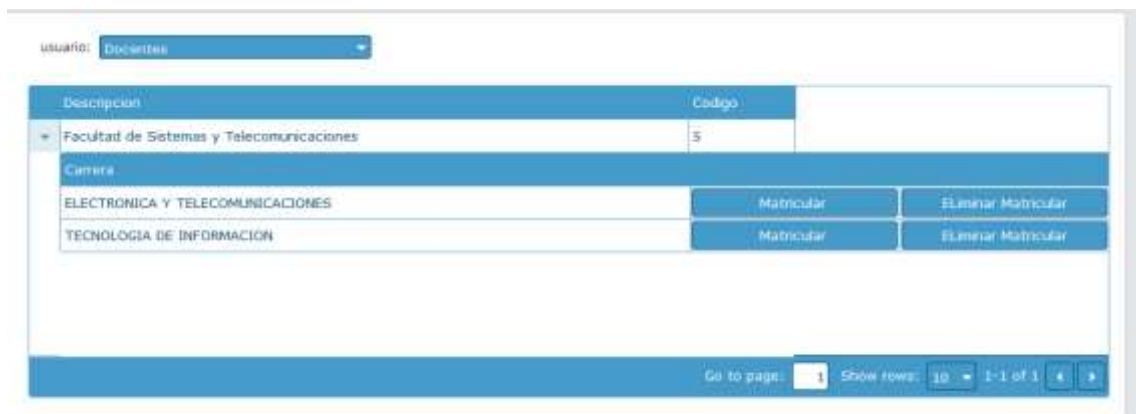 usuario: Docentes
Descripcion Codigo
Facultad de Sistemas y Telecomunicaciones 5
Carrera
ELECTRONICA Y TELECOMUNICACIONES Matricular ELiminar Matricular
TECNOLOGIA DE INFORMACION Matricular ELiminar Matricular
Go to page: 1 Show rows: 10 1-1 of 1